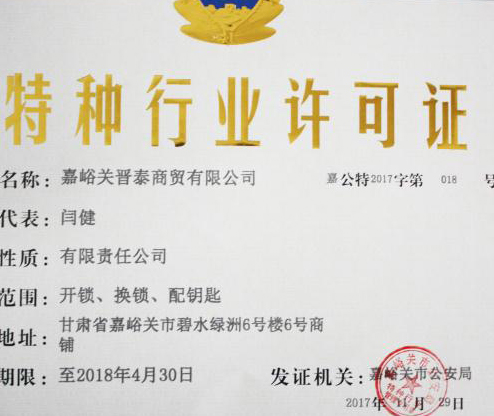 特种行业许可证
名称： 嘉峪关晋泰商贸有限公司 嘉公特2017字第 018 号
代表： 闫健
性质： 有限责任公司
范围： 开锁、换锁、配钥匙
地址： 甘肃省嘉峪关市碧水绿洲6号楼6号商
铺
期限： 至2018年4月30日 发证机关： 嘉峪关市公安局
2017年 11月 29日